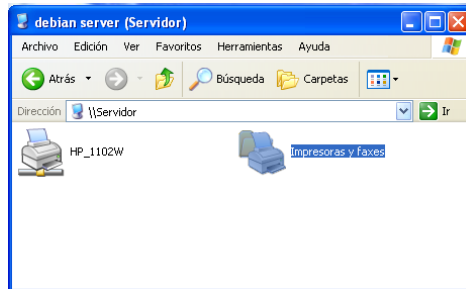 debian server (Servidor)
Archivo Edición Ver Favoritos Herramientas Ayuda
Atrás Búsqueda Carpetas
Dirección \\Servidor Ir
HP_1102W Impresoras y faxes